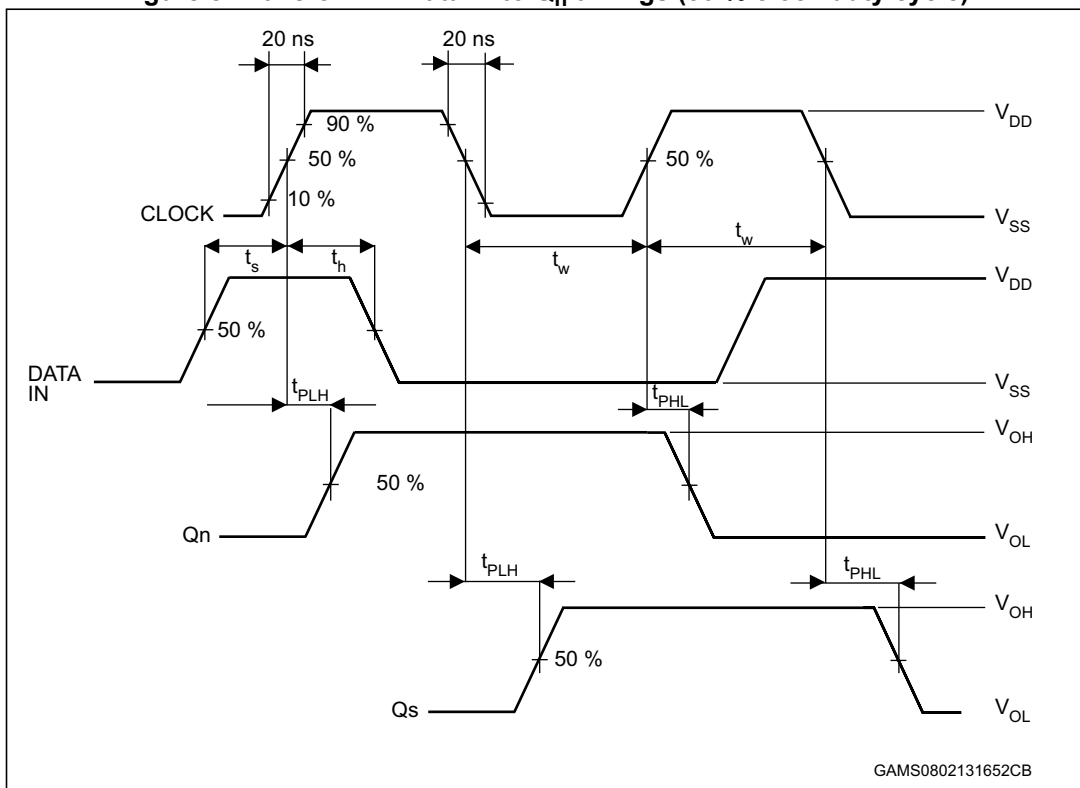 20 ns
20 ns
90 %
50 %
10 %
50 %
V_DD
CLOCK
V_SS
t_s
t_h
t_w
t_w
V_DD
50 %
DATA
IN
V_SS
t_PLH
t_PHL
V_OH
50 %
Qn
V_OL
t_PLH
t_PHL
V_OH
50 %
Qs
V_OL
GAMS0802131652CB